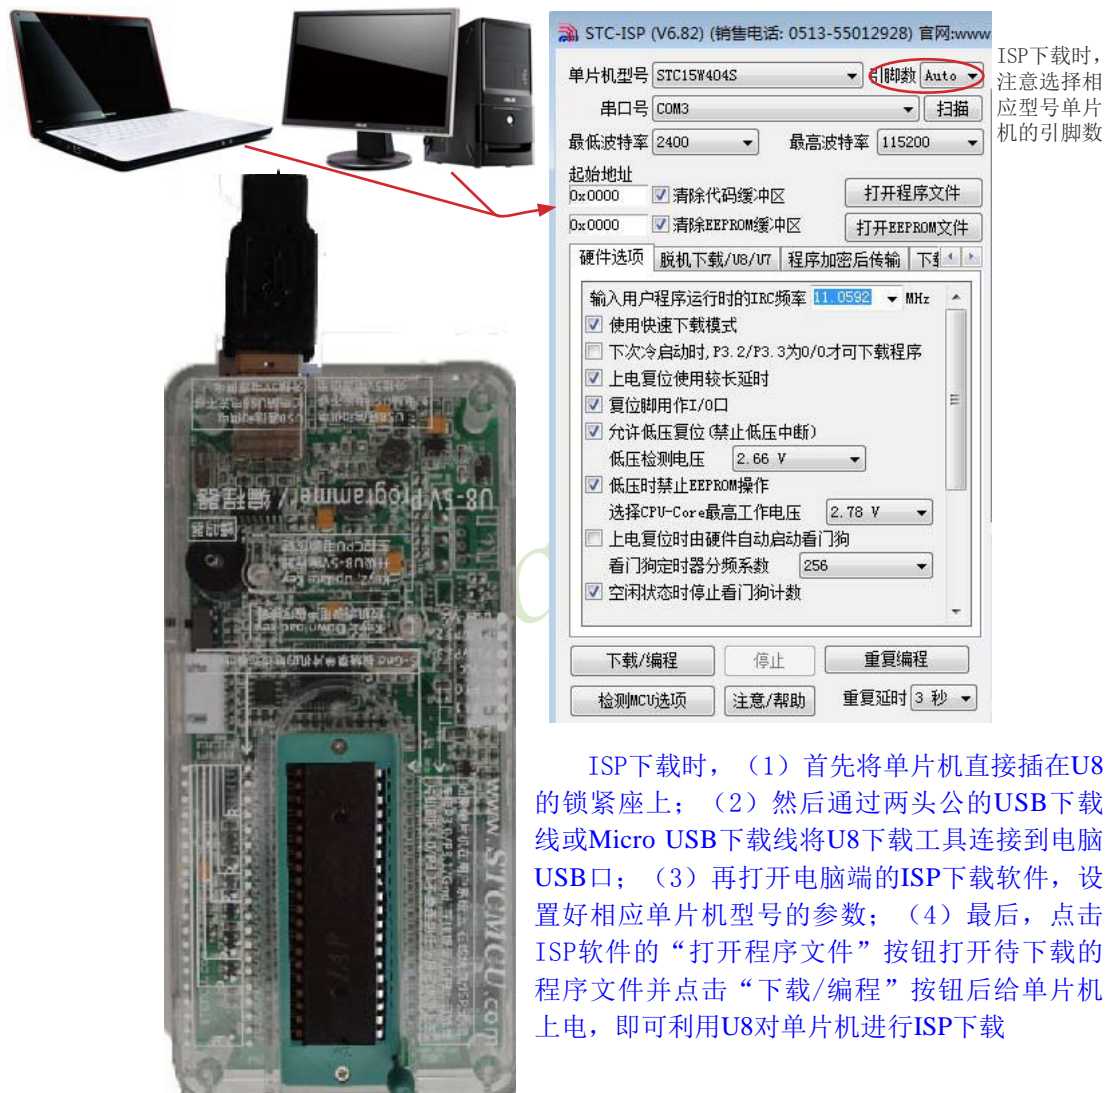 STC-ISP (V6.82) (销售电话: 0513-55012928) 官网:www
单片机型号 STC15W404S 引脚数 Auto
串口号 COM3 扫描
最低波特率 2400 最高波特率 115200
起始地址
0x0000 清除代码缓冲区 打开程序文件
0x0000 清除EEPROM缓冲区 打开EEPROM文件
硬件选项 脱机下载/U8/U7 程序加密后传输
输入用户程序运行时的IRC频率 11.0592 MHz
使用快速下载模式
下次冷启动时,P3.2/P3.3为0/0才可下载程序
上电复位使用较长延时
复位脚用作I/O口
允许低压复位(禁止低压中断)
低压检测电压 2.66 V
低压时禁止EEPROM操作
选择CPU-Core最高工作电压 2.78 V
上电复位时由硬件自动启动看门狗
看门狗定时器分频系数 256
空闲状态时停止看门狗计数
下载/编程 停止 重复编程
检测MCU选项 注意/帮助 重复延时 3 秒
ISP下载时，
注意选择相
应型号单片
机的引脚数
U8-5V Programmer / 编程器
www.STCMCU.com
ISP下载时，（1）首先将单片机直接插在U8
的锁紧座上；（2）然后通过两头公的USB下载
线或Micro USB下载线将U8下载工具连接到电脑
USB口；（3）再打开电脑端的ISP下载软件，设
置好相应单片机型号的参数；（4）最后，点击
ISP软件的“打开程序文件”按钮打开待下载的
程序文件并点击“下载/编程”按钮后给单片机
上电，即可利用U8对单片机进行ISP下载